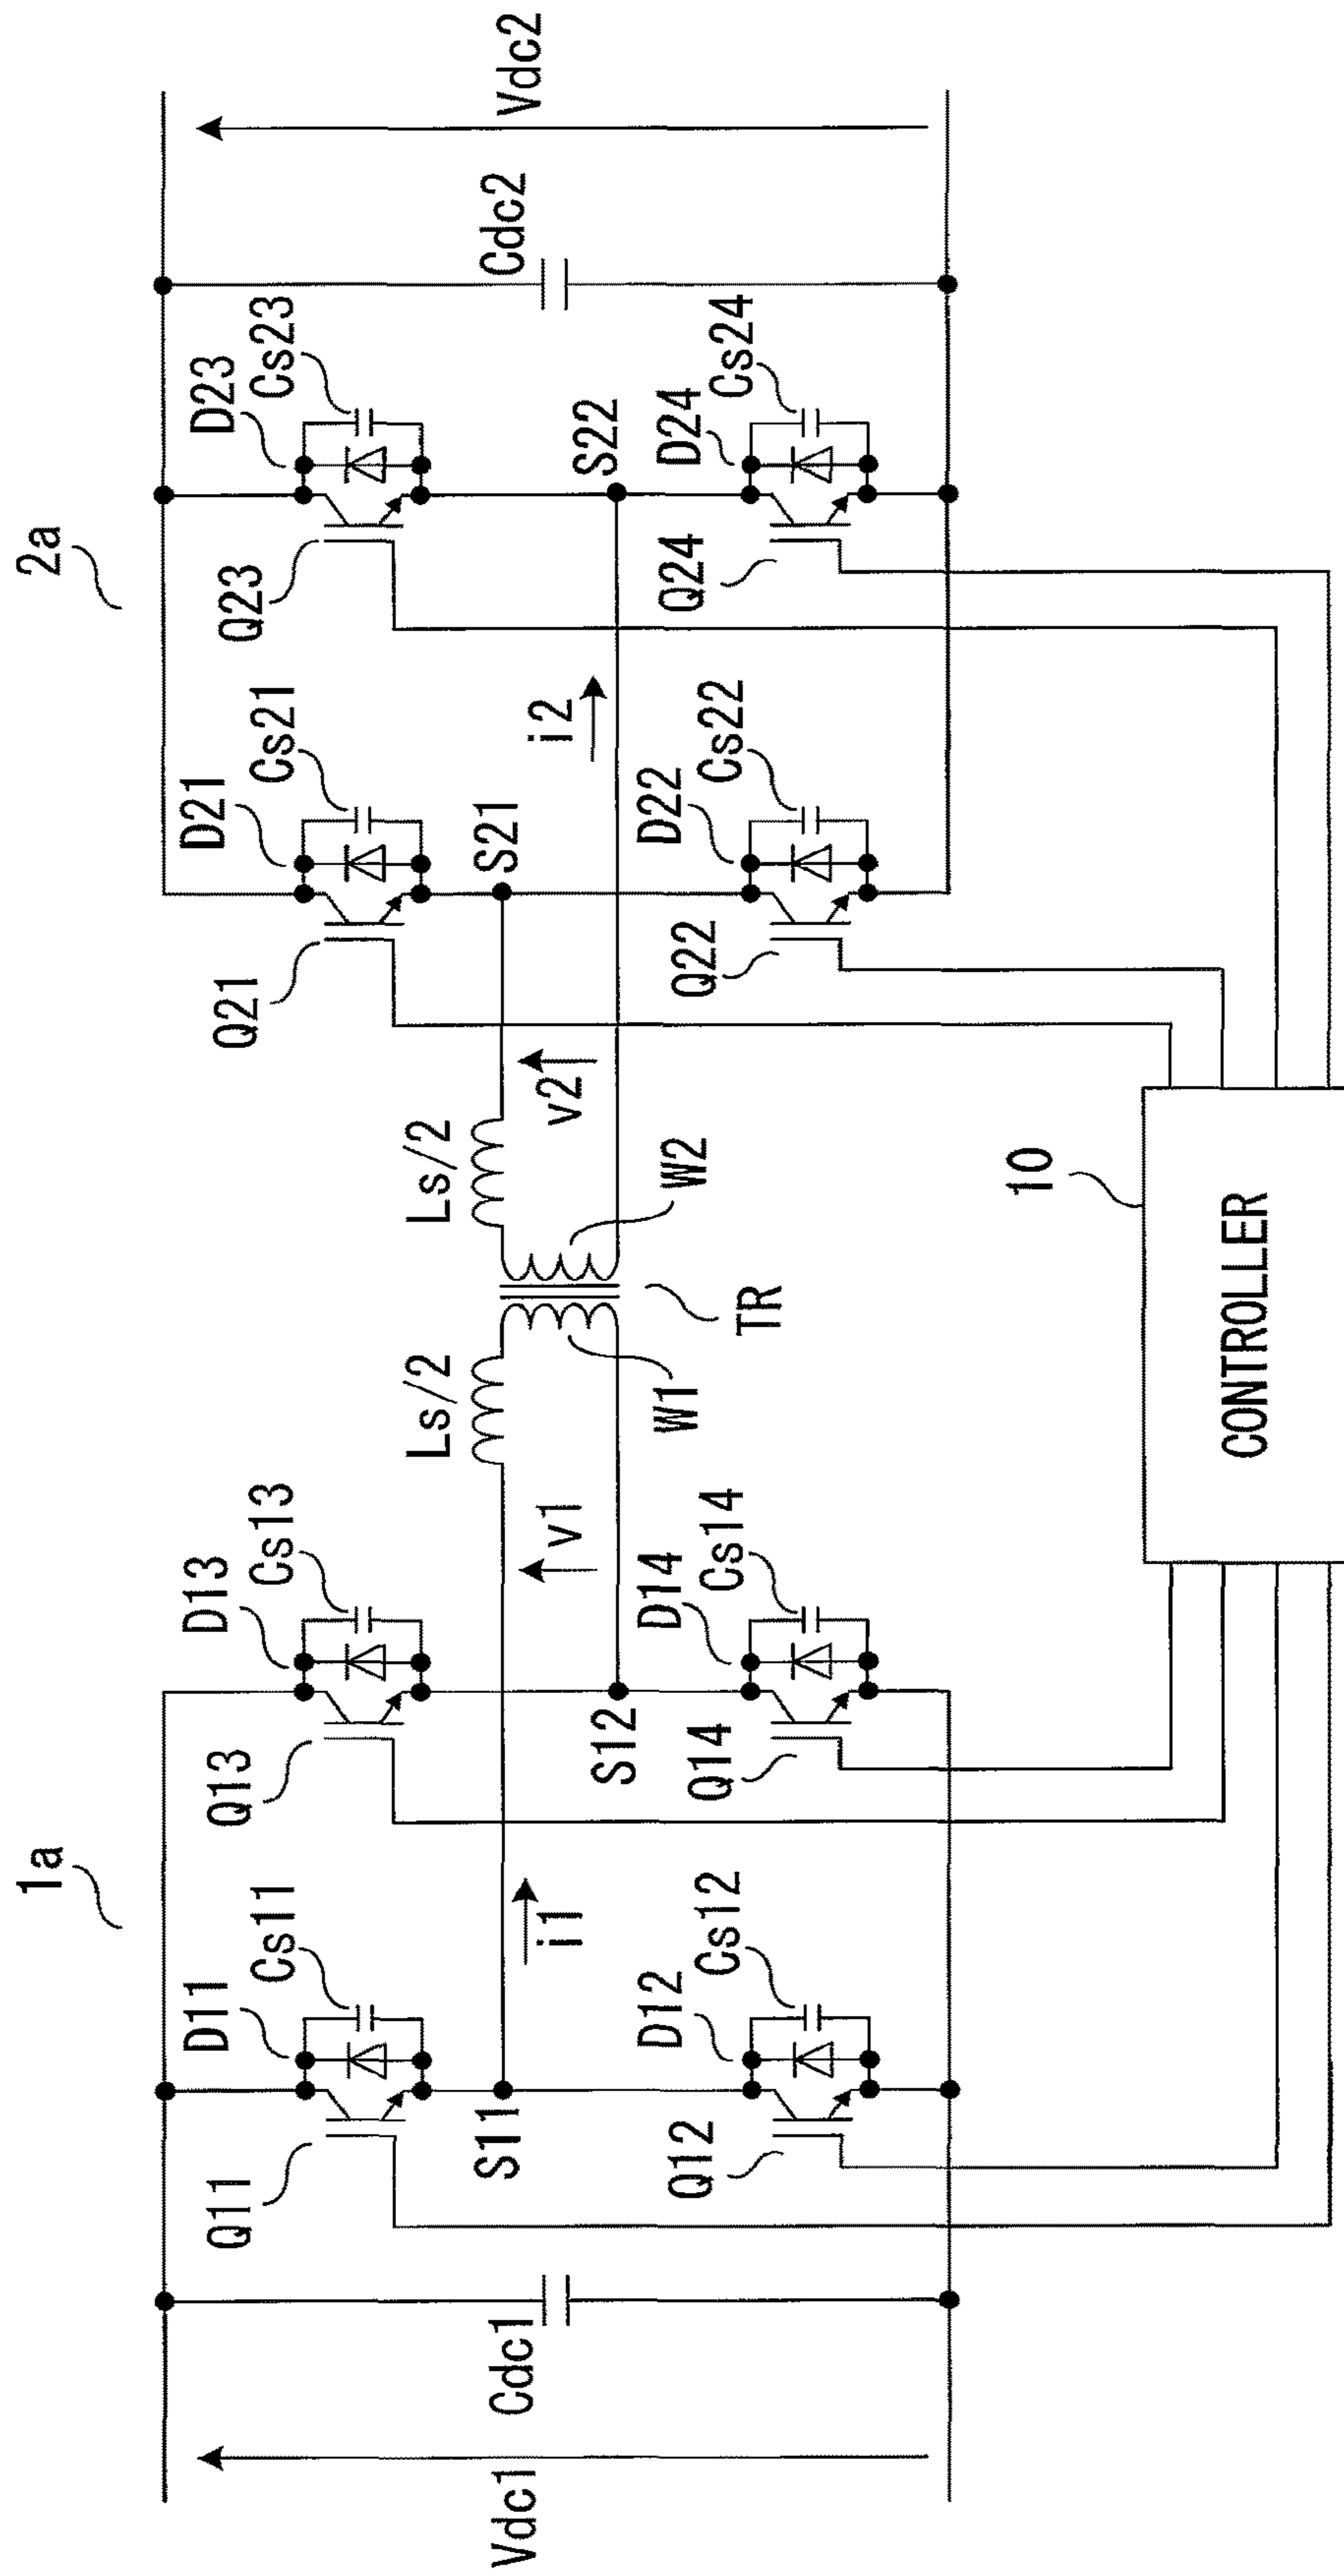 1a
2a
Vdc1
Cdc1
Q11
D11
Cs11
S11
Q12
D12
Cs12
i1
Q13
D13
Cs13
S12
Q14
D14
Cs14
v1
Ls/2
W1
TR
W2
Ls/2
v2
Q21
D21
Cs21
S21
Q22
D22
Cs22
i2
Q23
D23
Cs23
S22
Q24
D24
Cs24
Cdc2
Vdc2
10
CONTROLLER